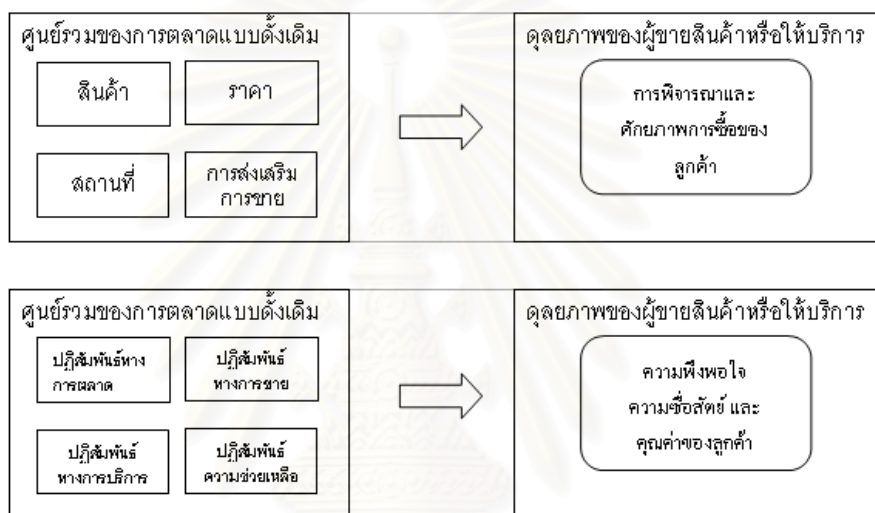 ศูนย์รวมของการตลาดแบบดั้งเดิม
สินค้า
ราคา
สถานที่
การส่งเสริม
การขาย
ดุลยภาพของผู้ขายสินค้าหรือให้บริการ
การพิจารณาและ
ศักยภาพการซื้อของ
ลูกค้า
ศูนย์รวมของการตลาดแบบดั้งเดิม
ปฏิสัมพันธ์ทาง
การตลาด
ปฏิสัมพันธ์
ทางการขาย
ปฏิสัมพันธ์
ทางการบริการ
ปฏิสัมพันธ์
ความช่วยเหลือ
ดุลยภาพของผู้ขายสินค้าหรือให้บริการ
ความพึงพอใจ
ความซื่อสัตย์ และ
คุณค่าของลูกค้า